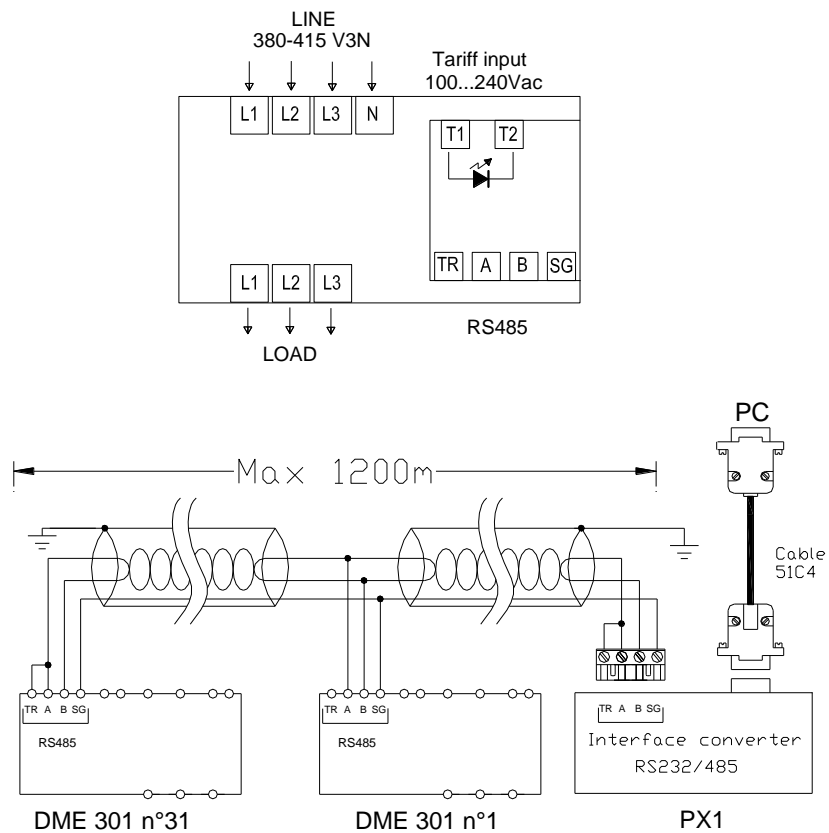 LINE
380-415 V3N
Tariff input
100...240Vac
L1 L2 L3 N
T1 T2
TR A B SG
L1 L2 L3
RS485
LOAD
PC
Max 1200m
Cable
51C4
TR A B SG
RS485
TR A B SG
RS485
TR A B SG
Interface converter
RS232/485
DME 301 n°31
DME 301 n°1
PX1